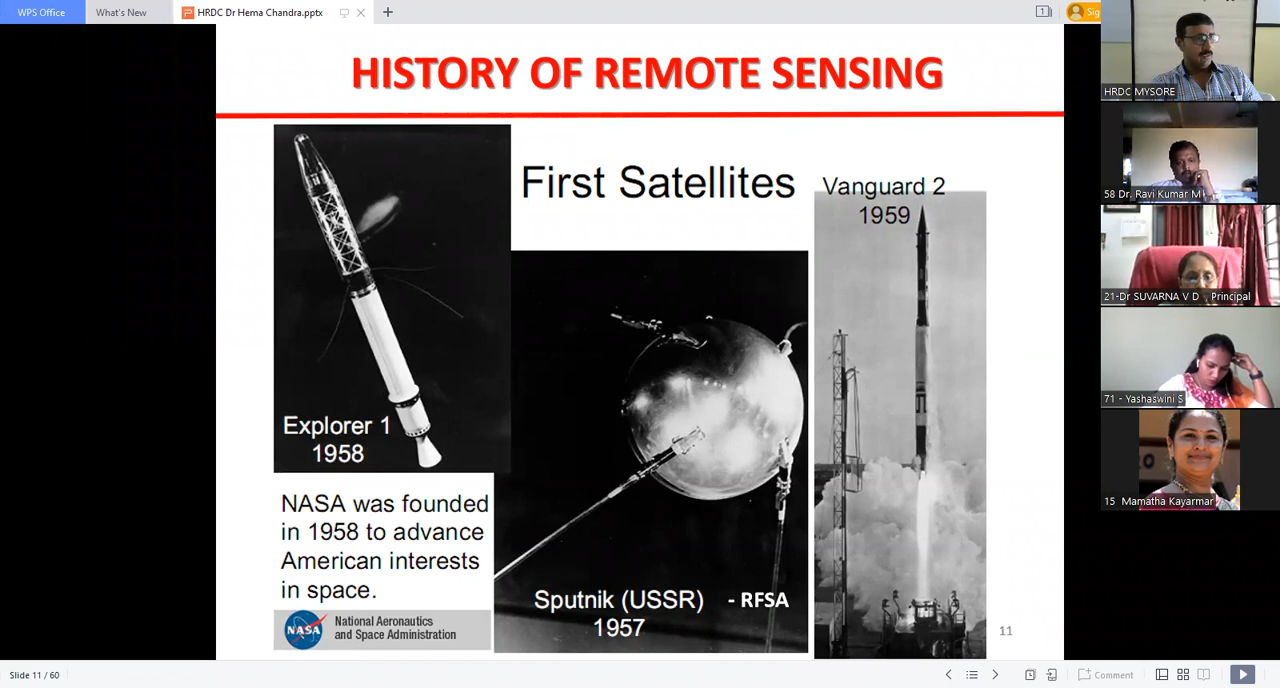 WPS Office
What's New
HRDC Dr Hema Chandra.pptx
1
Sig
HISTORY OF REMOTE SENSING
First Satellites
Vanguard 2
1959
Explorer 1
1958
NASA was founded
in 1958 to advance
American interests
in space.
NASA
National Aeronautics
and Space Administration
Sputnik (USSR) - RFSA
1957
11
HRDC MYSORE
58 Dr. Ravi Kumar M
21-Dr SUVARNA V D , Principal
71 - Yashaswini S
15 Mamatha Kayarmar
Slide 11 / 60
Comment